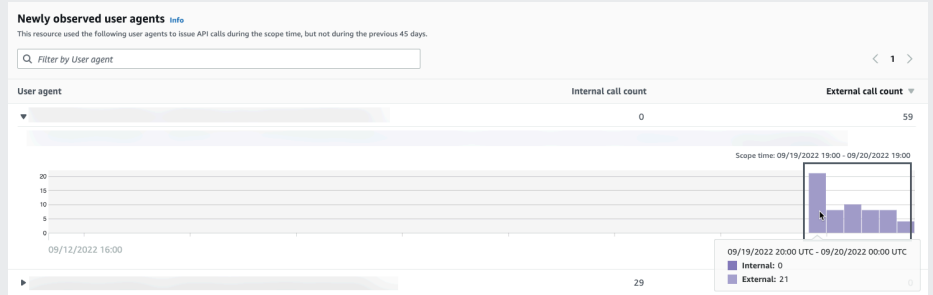 Newly observed user agents Info
This resource used the following user agents to issue API calls during the scope time, but not during the previous 45 days.
Filter by User agent
1
User agent Internal call count External call count
0 59
Scope time: 09/19/2022 19:00 - 09/20/2022 19:00
20
15
10
5
0
09/12/2022 16:00
09/19/2022 20:00 UTC - 09/20/2022 00:00 UTC
Internal: 0
External: 21
29 0